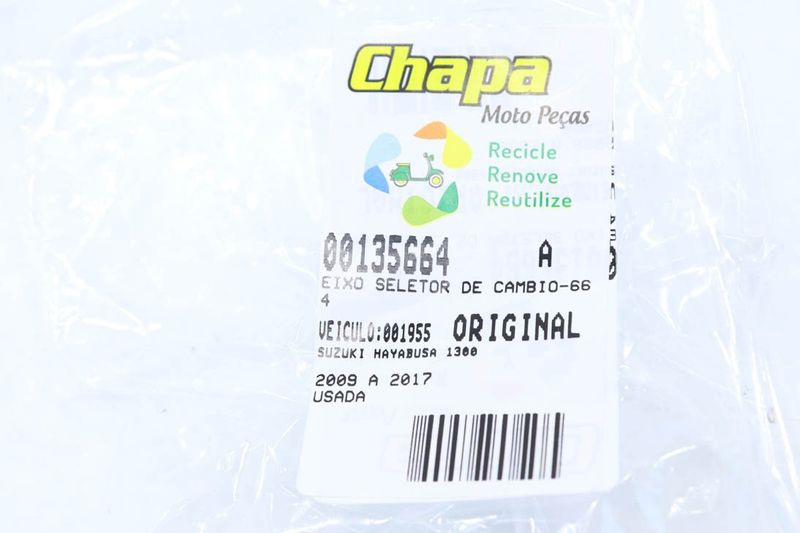 Chapa
Moto Peças
Recicle
Renove
Reutilize
00135664 A
EIXO SELETOR DE CAMBIO-66
4
VEICULO:001955 ORIGINAL
SUZUKI HAYABUSA 1300
2009 A 2017
USADA